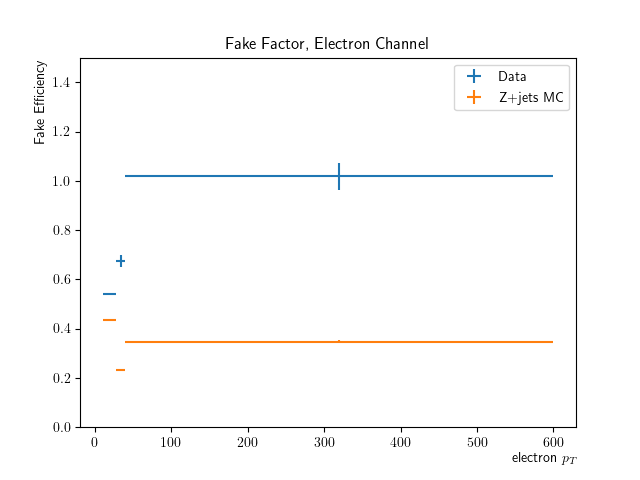 Fake Factor, Electron Channel
Data
Z+jets MC
Fake Efficiency
1.4
1.2
1.0
0.8
0.6
0.4
0.2
0.0
0 100 200 300 400 500 600
electron p_T